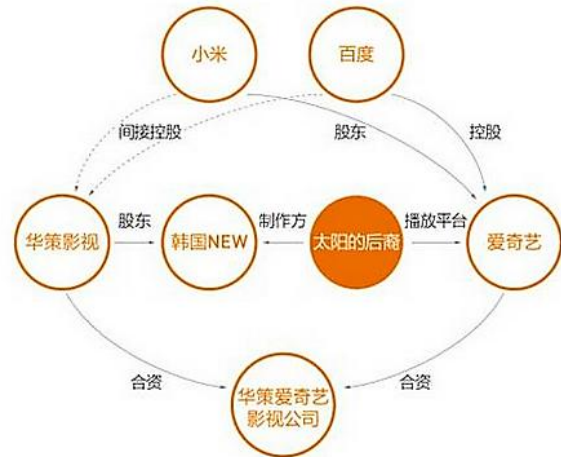 小米
百度
间接控股
股东
控股
华策影视
股东
韩国NEW
制作方
太阳的后裔
播放平台
爱奇艺
合资
华策爱奇艺
影视公司
合资